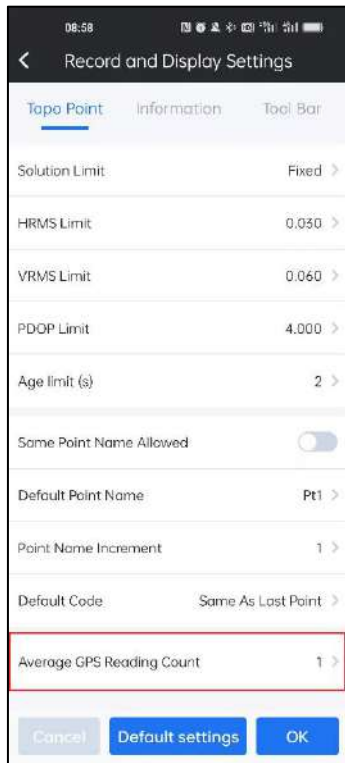 08:58
Record and Display Settings
Topo Point Information Tool Bar
Solution Limit Fixed
HRMS Limit 0.030
VRMS Limit 0.060
PDOP Limit 4.000
Age limit (s) 2
Same Point Name Allowed
Default Point Name Pt1
Point Name Increment 1
Default Code Same As Last Point
Average GPS Reading Count 1
Cancel Default settings OK